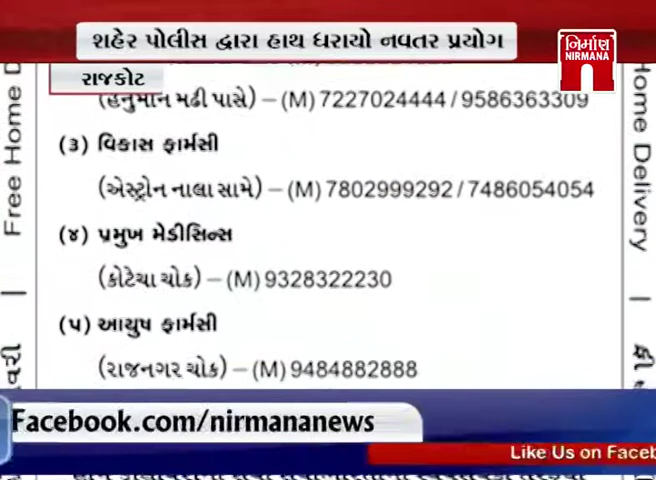 શહેર પોલીસ દ્વારા હાથ ધરાયો નવતર પ્રયોગ
નિર્માણ
NIRMANA
રાજકોટ
(હનુમાન મઢી પાસે) – (M) 7227024444 / 9586363309
(૩) વિકાસ ફાર્મસી
(એસ્ટ્રોન નાલા સામે) – (M) 7802999292 / 7486054054
(૪) પ્રમુખ મેડીસિન્સ
(કોટેચા ચોક) – (M) 9328322230
(૫) આયુષ ફાર્મસી
(રાજનગર ચોક) – (M) 9484882888
Free Home D
Home Delivery
ફ્રી
Facebook.com/nirmananews
Like Us on Faceb